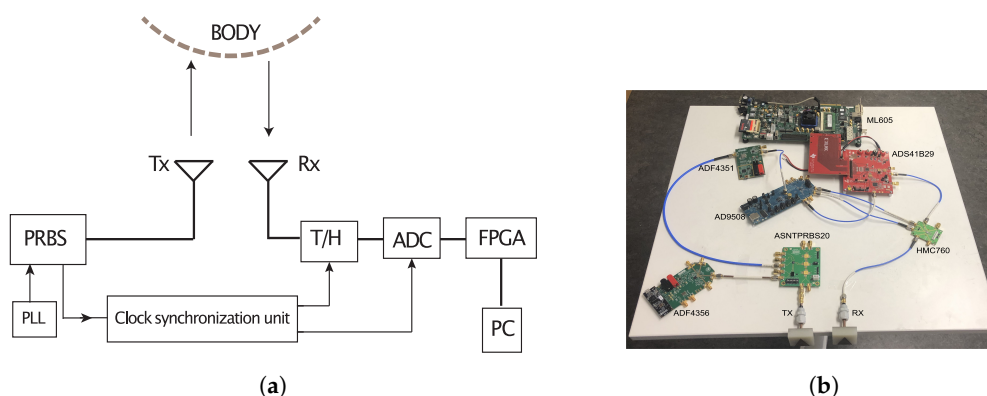 BODY
Tx
Rx
PRBS
T/H
ADC
FPGA
PLL
Clock synchronization unit
PC
(a)
ML605
ADS41B29
ADF4351
AD9508
ASNTPRBS20
HMC760
ADF4356
TX
RX
(b)